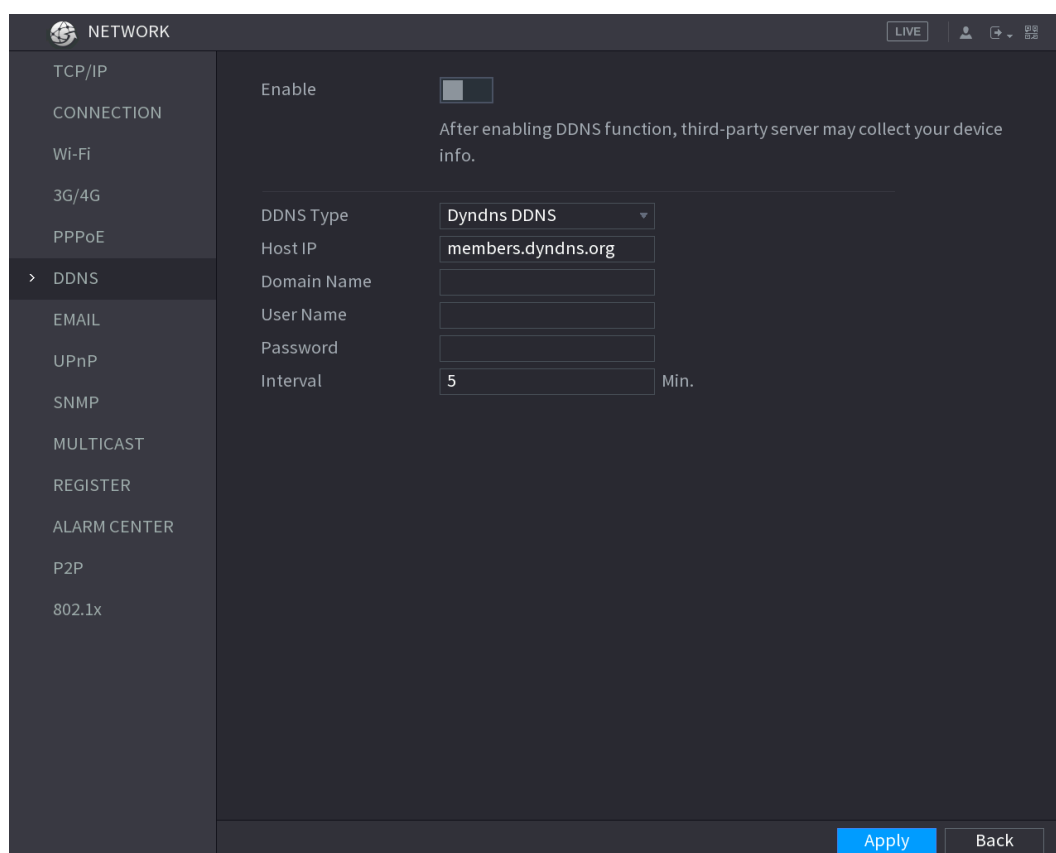 NETWORK
LIVE
TCP/IP
CONNECTION
Wi-Fi
3G/4G
PPPoE
DDNS
EMAIL
UPnP
SNMP
MULTICAST
REGISTER
ALARM CENTER
P2P
802.1x
Enable
After enabling DDNS function, third-party server may collect your device
info.
DDNS Type Dyndns DDNS
Host IP members.dyndns.org
Domain Name
User Name
Password
Interval 5 Min.
Apply Back